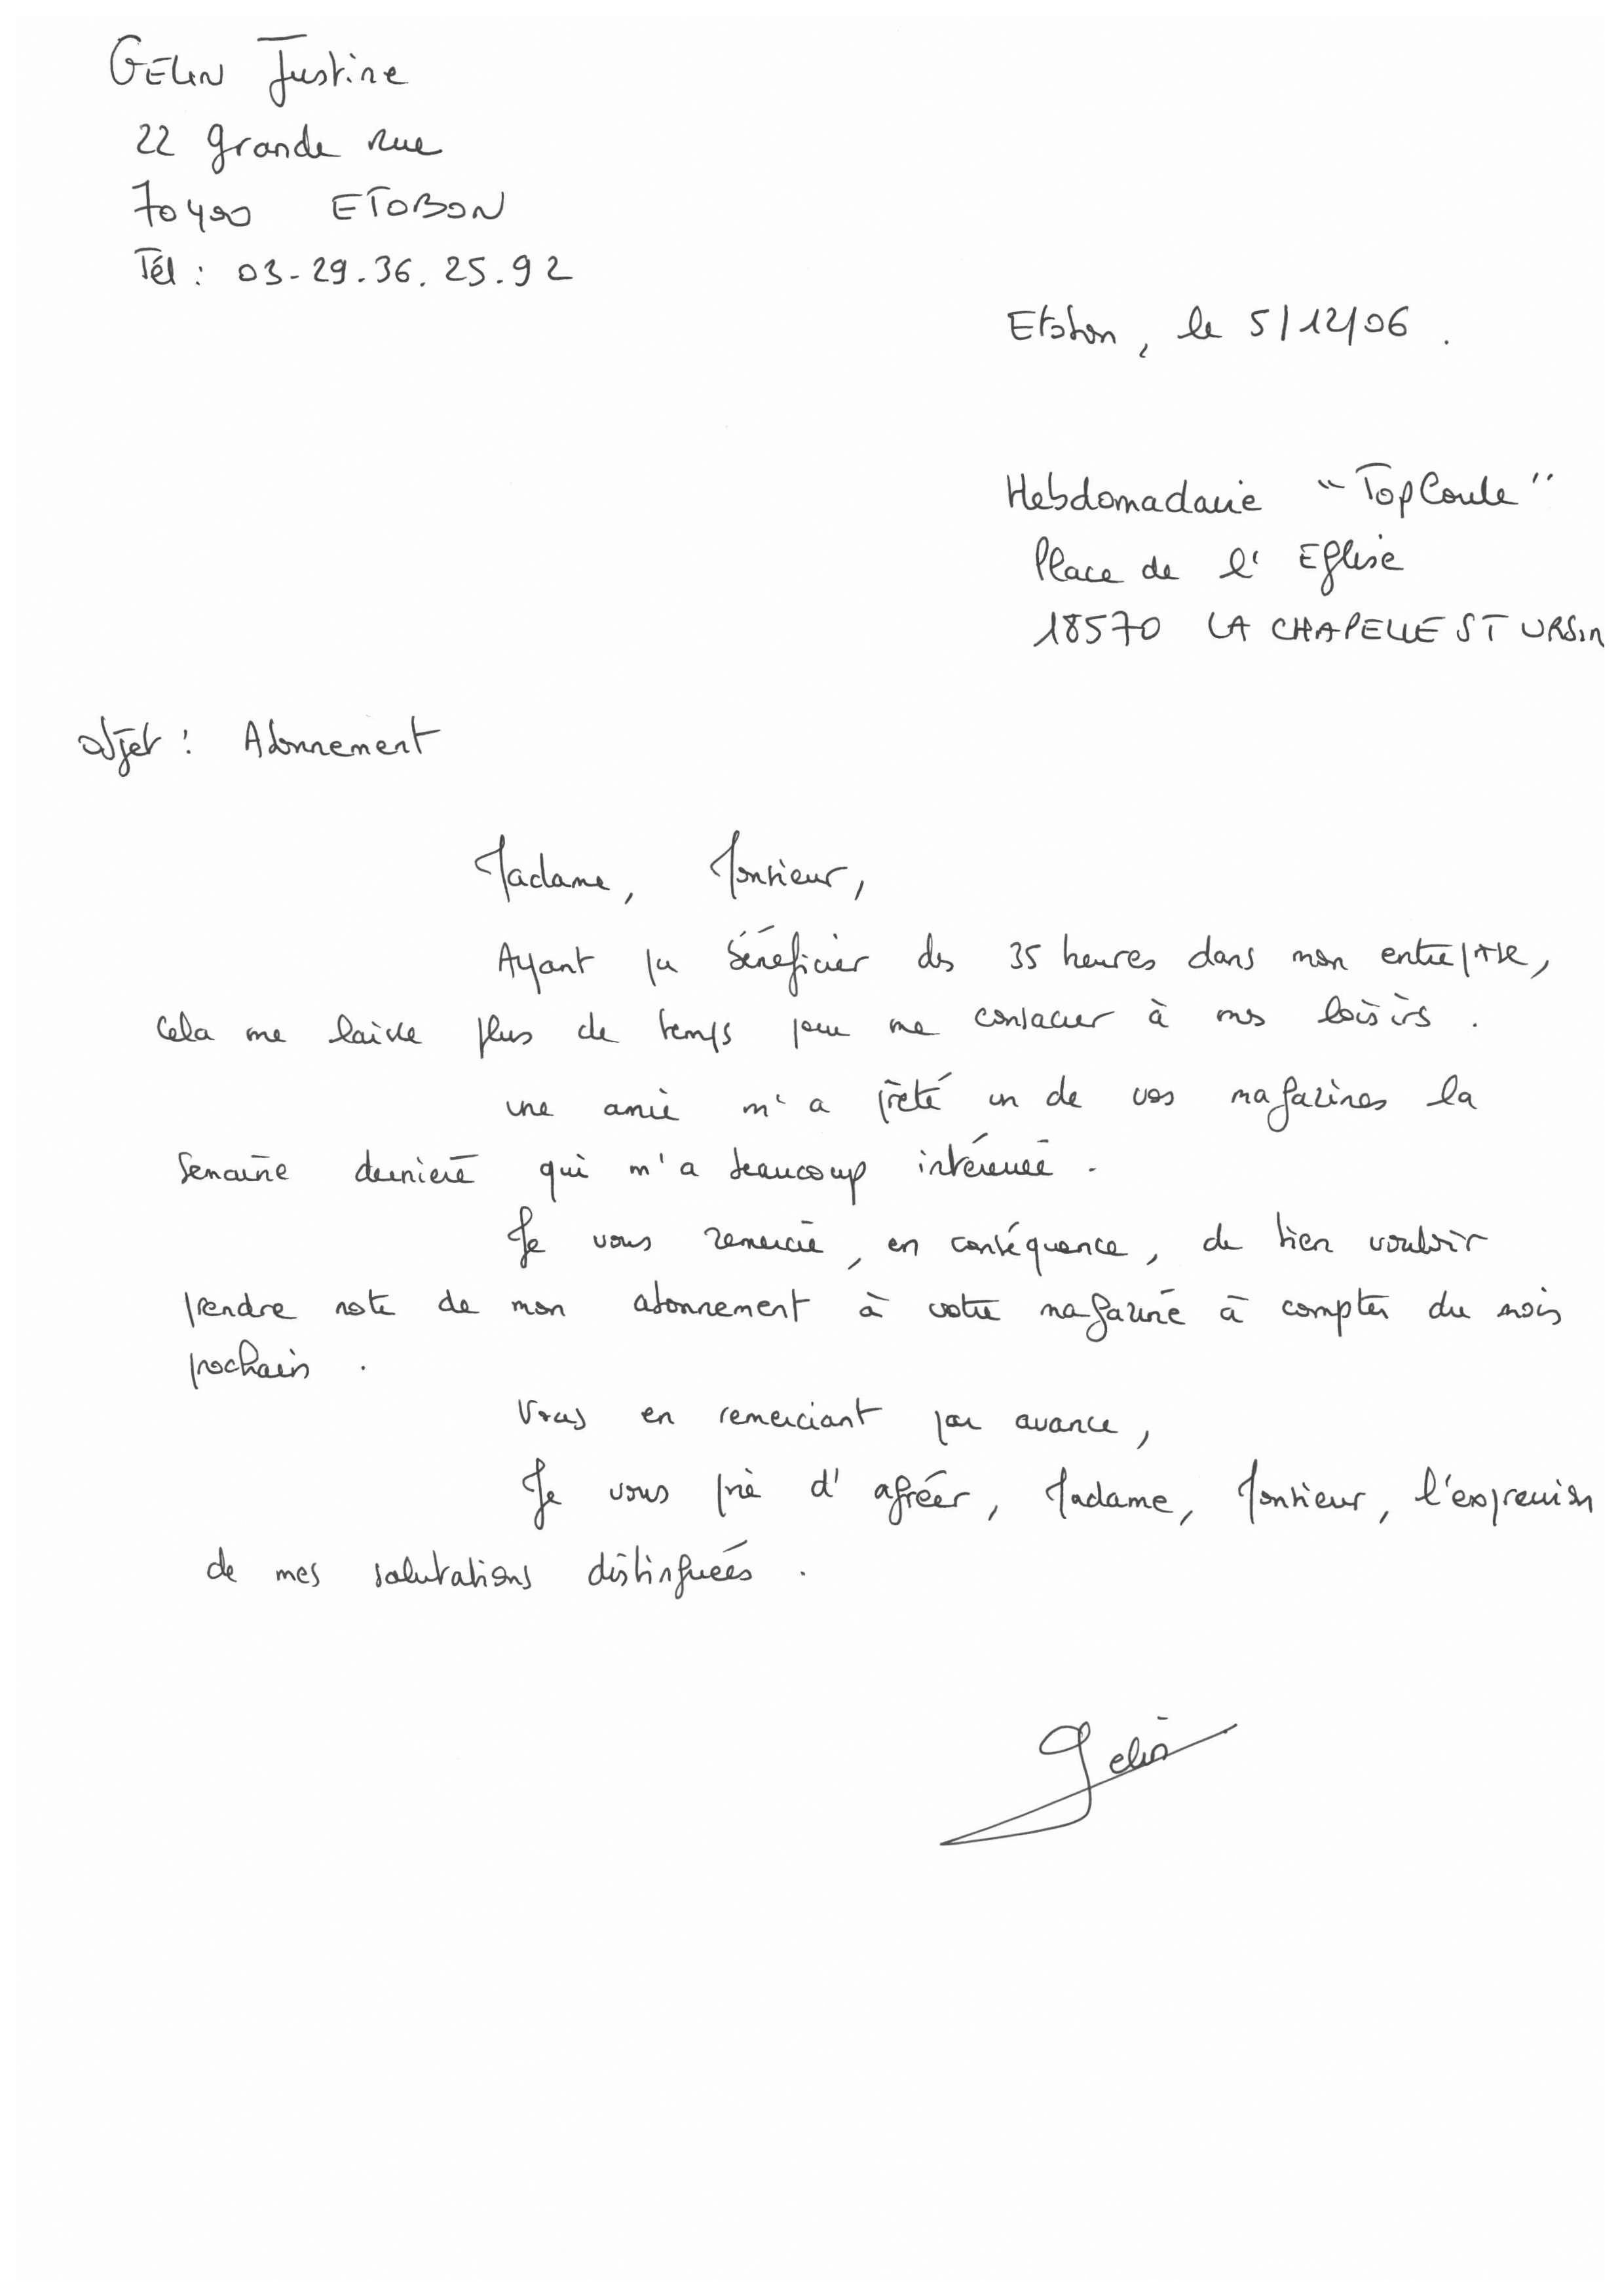 GELIN Justine
22 grande rue
70400 ETOBON
Tél : 03-29.36.25.92
Etobon, le 5/12/06.
Hebdomadaire "TopCoule"
Place de l'Eglise
18570 LA CHAPELLE ST URSIN
objet : Abonnement
Madame, Monsieur,
Ayant pu bénéficier des 35 heures dans mon entreprise,
cela me laisse plus de temps pour me consacrer à mes loisirs.
une amie m'a prêté un de vos magazines la
semaine dernière qui m'a beaucoup intéressée.
Je vous remercie, en conséquence, de bien vouloir
prendre note de mon abonnement à votre magazine à compter du mois
prochain.
Vous en remerciant par avance,
Je vous prie d'agréer, Madame, Monsieur, l'expression
de mes salutations distinguées.
Gelin